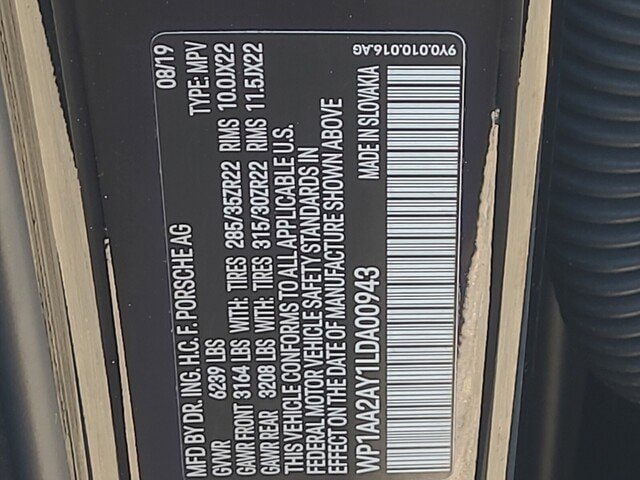 MFD BY DR. ING. H.C. F. PORSCHE AG 08/19
GVWR 6239 LBS TYPE: MPV
GAWR FRONT 3164 LBS WITH: TIRES 285/35ZR22 RIMS 10.0JX22
GAWR REAR 3208 LBS WITH: TIRES 315/30ZR22 RIMS 11.5JX22
THIS VEHICLE CONFORMS TO ALL APPLICABLE U.S.
FEDERAL MOTOR VEHICLE SAFETY STANDARDS IN
EFFECT ON THE DATE OF MANUFACTURE SHOWN ABOVE
WP1AA2AY1LDA00943 MADE IN SLOVAKIA
9Y0.010.016.AG